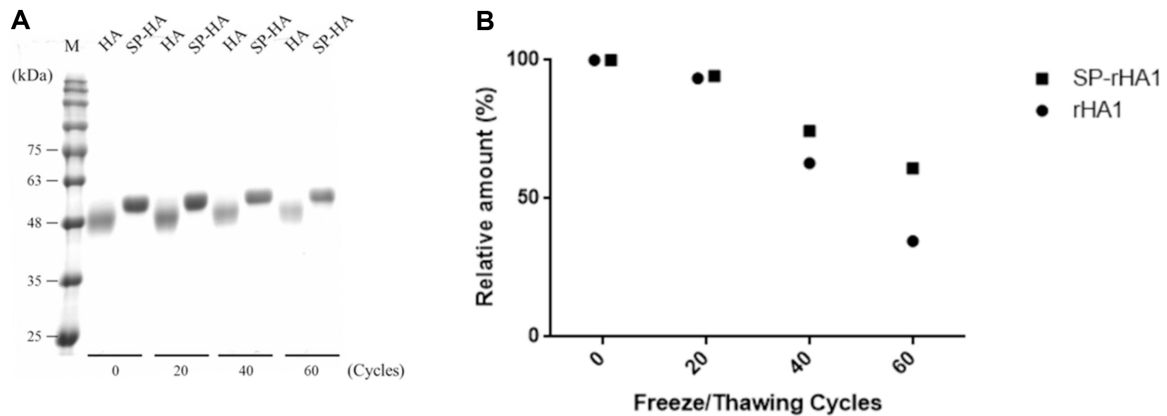 A
M HA SP-HA HA SP-HA HA SP-HA HA SP-HA
(kDa)
75
63
48
35
25
0 20 40 60 (Cycles)
B
Relative amount (%)
100
50
0
0 20 40 60
Freeze/Thawing Cycles
SP-rHA1
rHA1